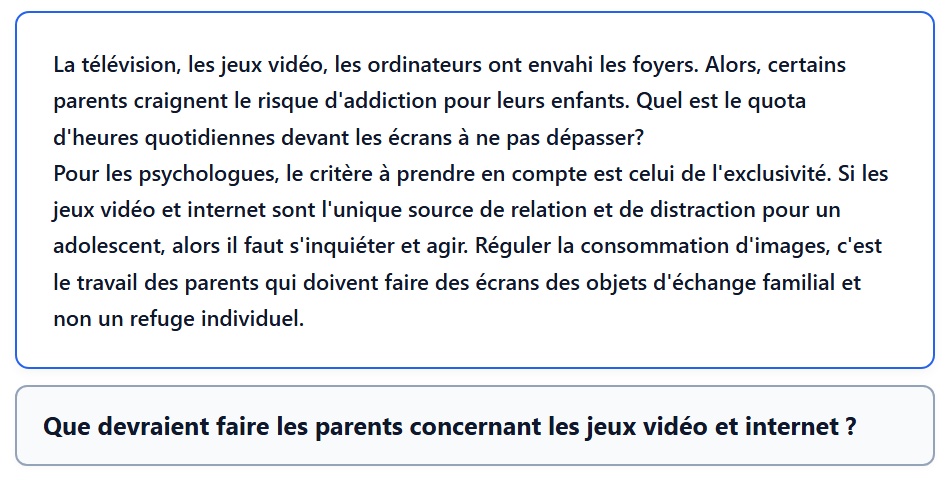 La télévision, les jeux vidéo, les ordinateurs ont envahi les foyers. Alors, certains
parents craignent le risque d'addiction pour leurs enfants. Quel est le quota
d'heures quotidiennes devant les écrans à ne pas dépasser?
Pour les psychologues, le critère à prendre en compte est celui de l'exclusivité. Si les
jeux vidéo et internet sont l'unique source de relation et de distraction pour un
adolescent, alors il faut s'inquiéter et agir. Réguler la consommation d'images, c'est
le travail des parents qui doivent faire des écrans des objets d'échange familial et
non un refuge individuel.
Que devraient faire les parents concernant les jeux vidéo et internet ?